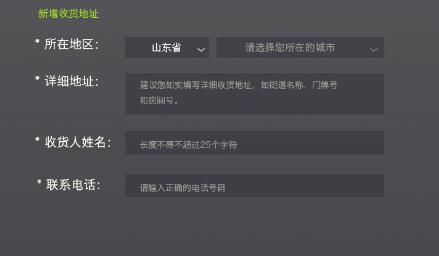 新增收货地址
* 所在地区： 山东省 请选择您所在的城市
* 详细地址： 建议您如实填写详细收货地址，如街道名称、门牌号
和房间号。
* 收货人姓名： 长度不得不超过25个字符
* 联系电话： 请输入正确的电话号码